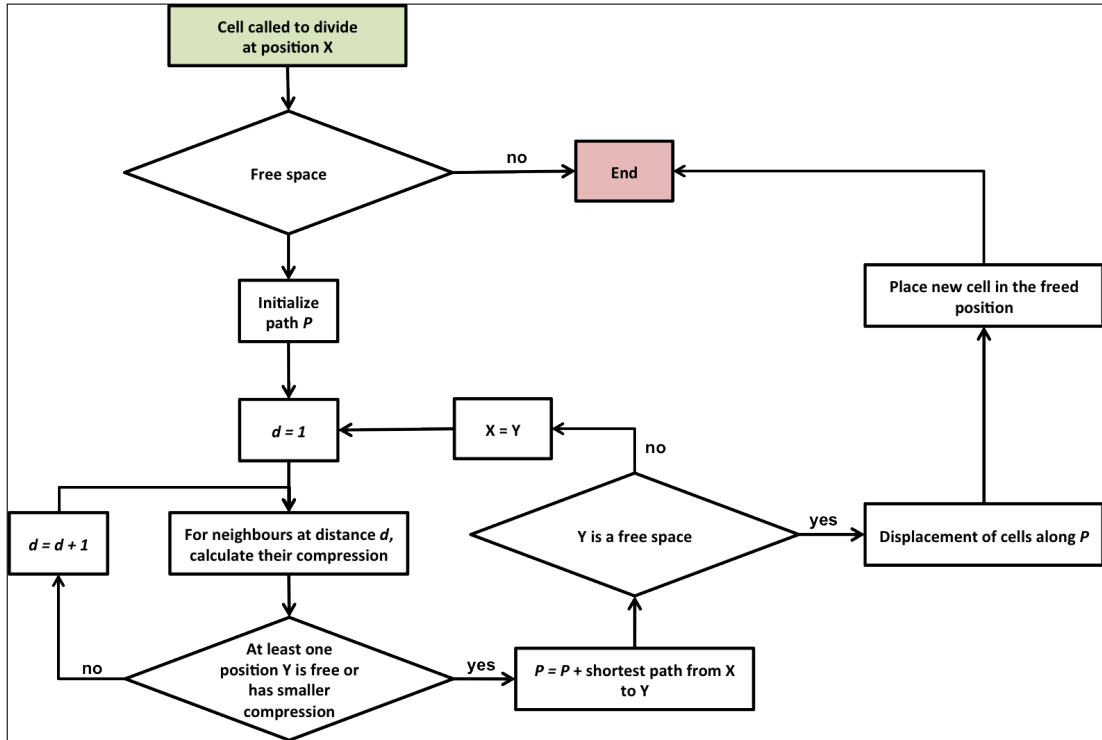 Cell called to divide
at position X
Free space
no
End
Initialize
path P
Place new cell in the freed
position
d = 1
X = Y
no
d = d + 1
For neighbours at distance d,
calculate their compression
Y is a free space
yes
Displacement of cells along P
At least one
position Y is free or
has smaller
compression
no
yes
P = P + shortest path from X
to Y